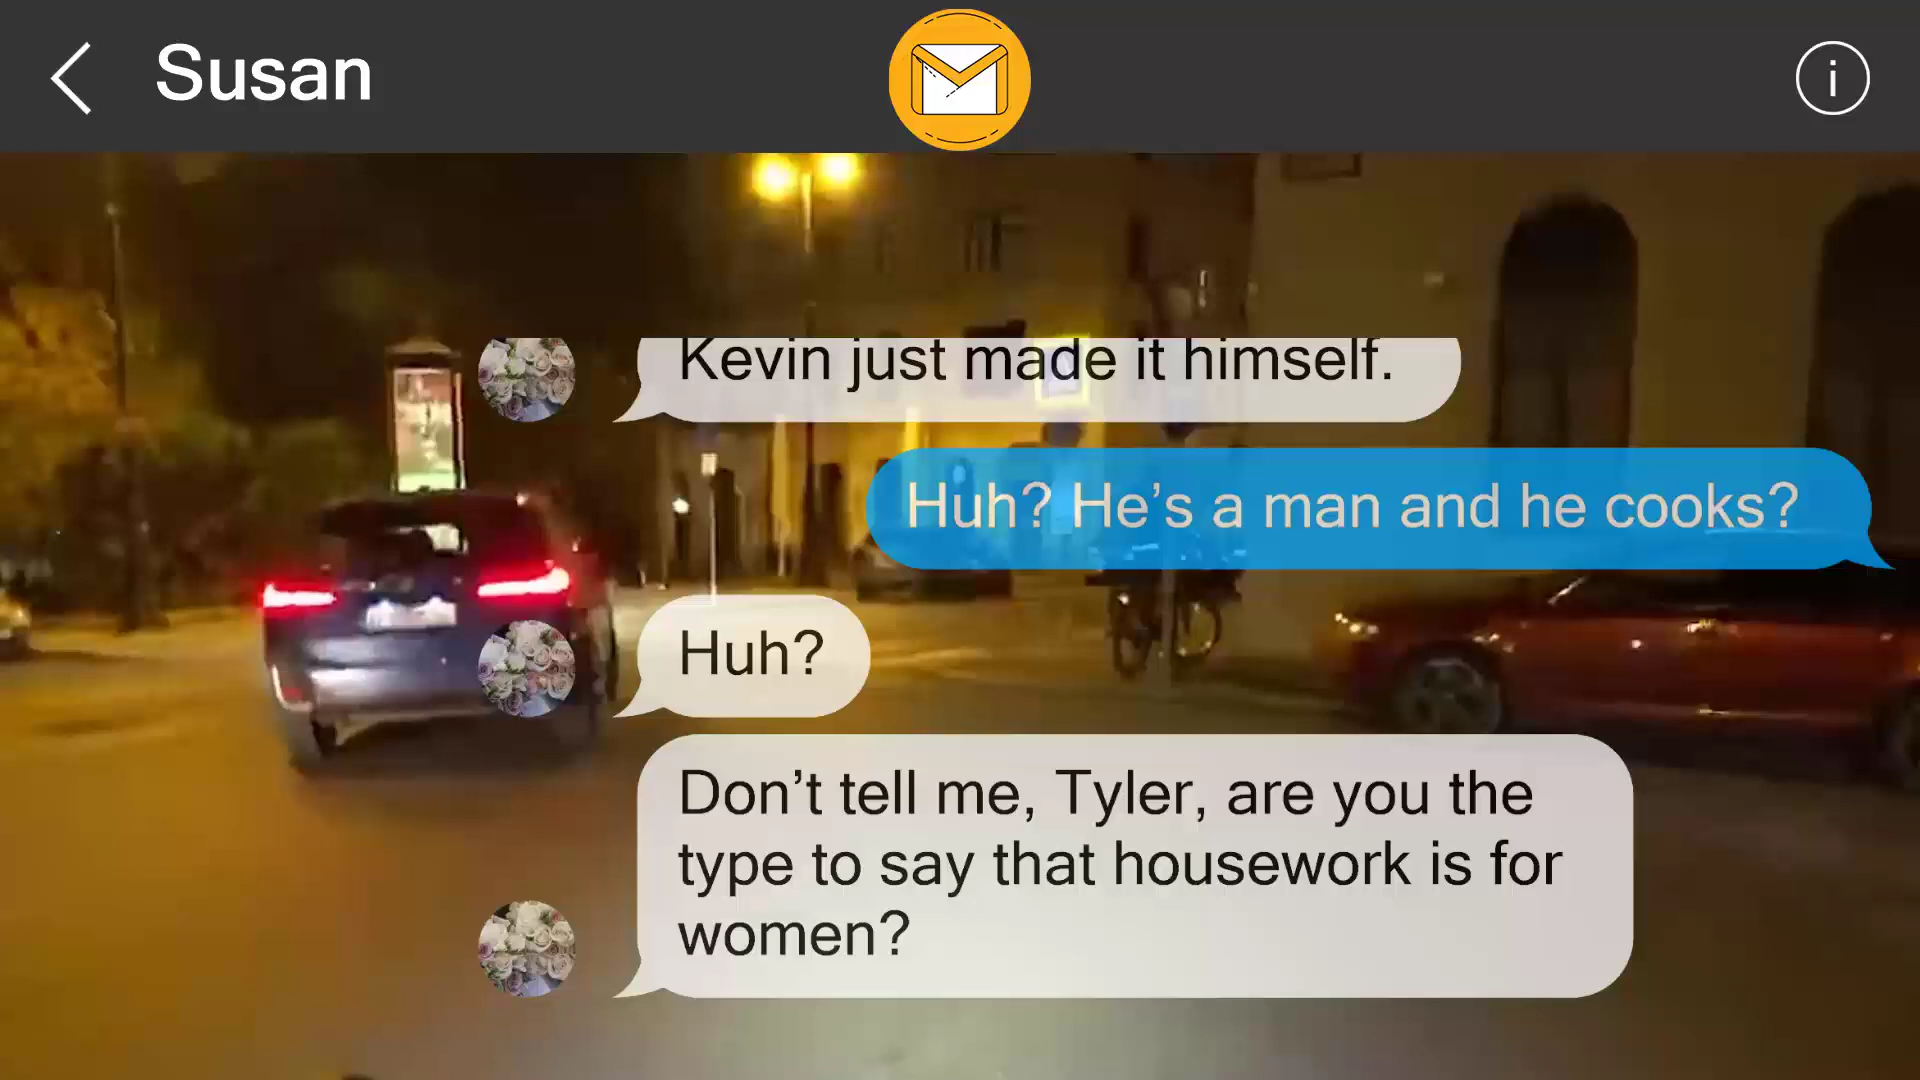 Susan
i
Kevin just made it himself.
Huh? He’s a man and he cooks?
Huh?
Don’t tell me, Tyler, are you the
type to say that housework is for
women?